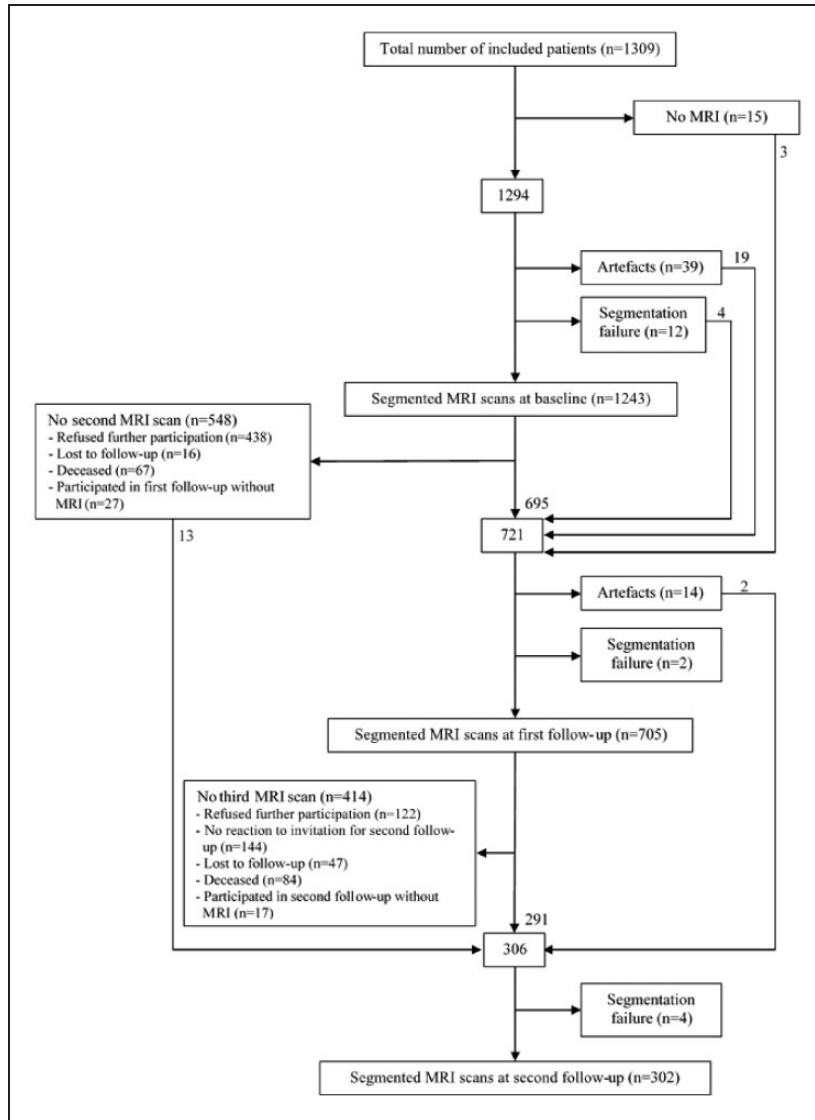 Total number of included patients (n=1309)
No MRI (n=15)
3
1294
Artefacts (n=39)
19
Segmentation
failure (n=12)
4
Segmented MRI scans at baseline (n=1243)
No second MRI scan (n=548)
- Refused further participation (n=438)
- Lost to follow-up (n=16)
- Deceased (n=67)
- Participated in first follow-up without
MRI (n=27)
695
721
13
Artefacts (n=14)
2
Segmentation
failure (n=2)
Segmented MRI scans at first follow-up (n=705)
No third MRI scan (n=414)
- Refused further participation (n=122)
- No reaction to invitation for second follow-
up (n=144)
- Lost to follow-up (n=47)
- Deceased (n=84)
- Participated in second follow-up without
MRI (n=17)
291
306
Segmentation
failure (n=4)
Segmented MRI scans at second follow-up (n=302)